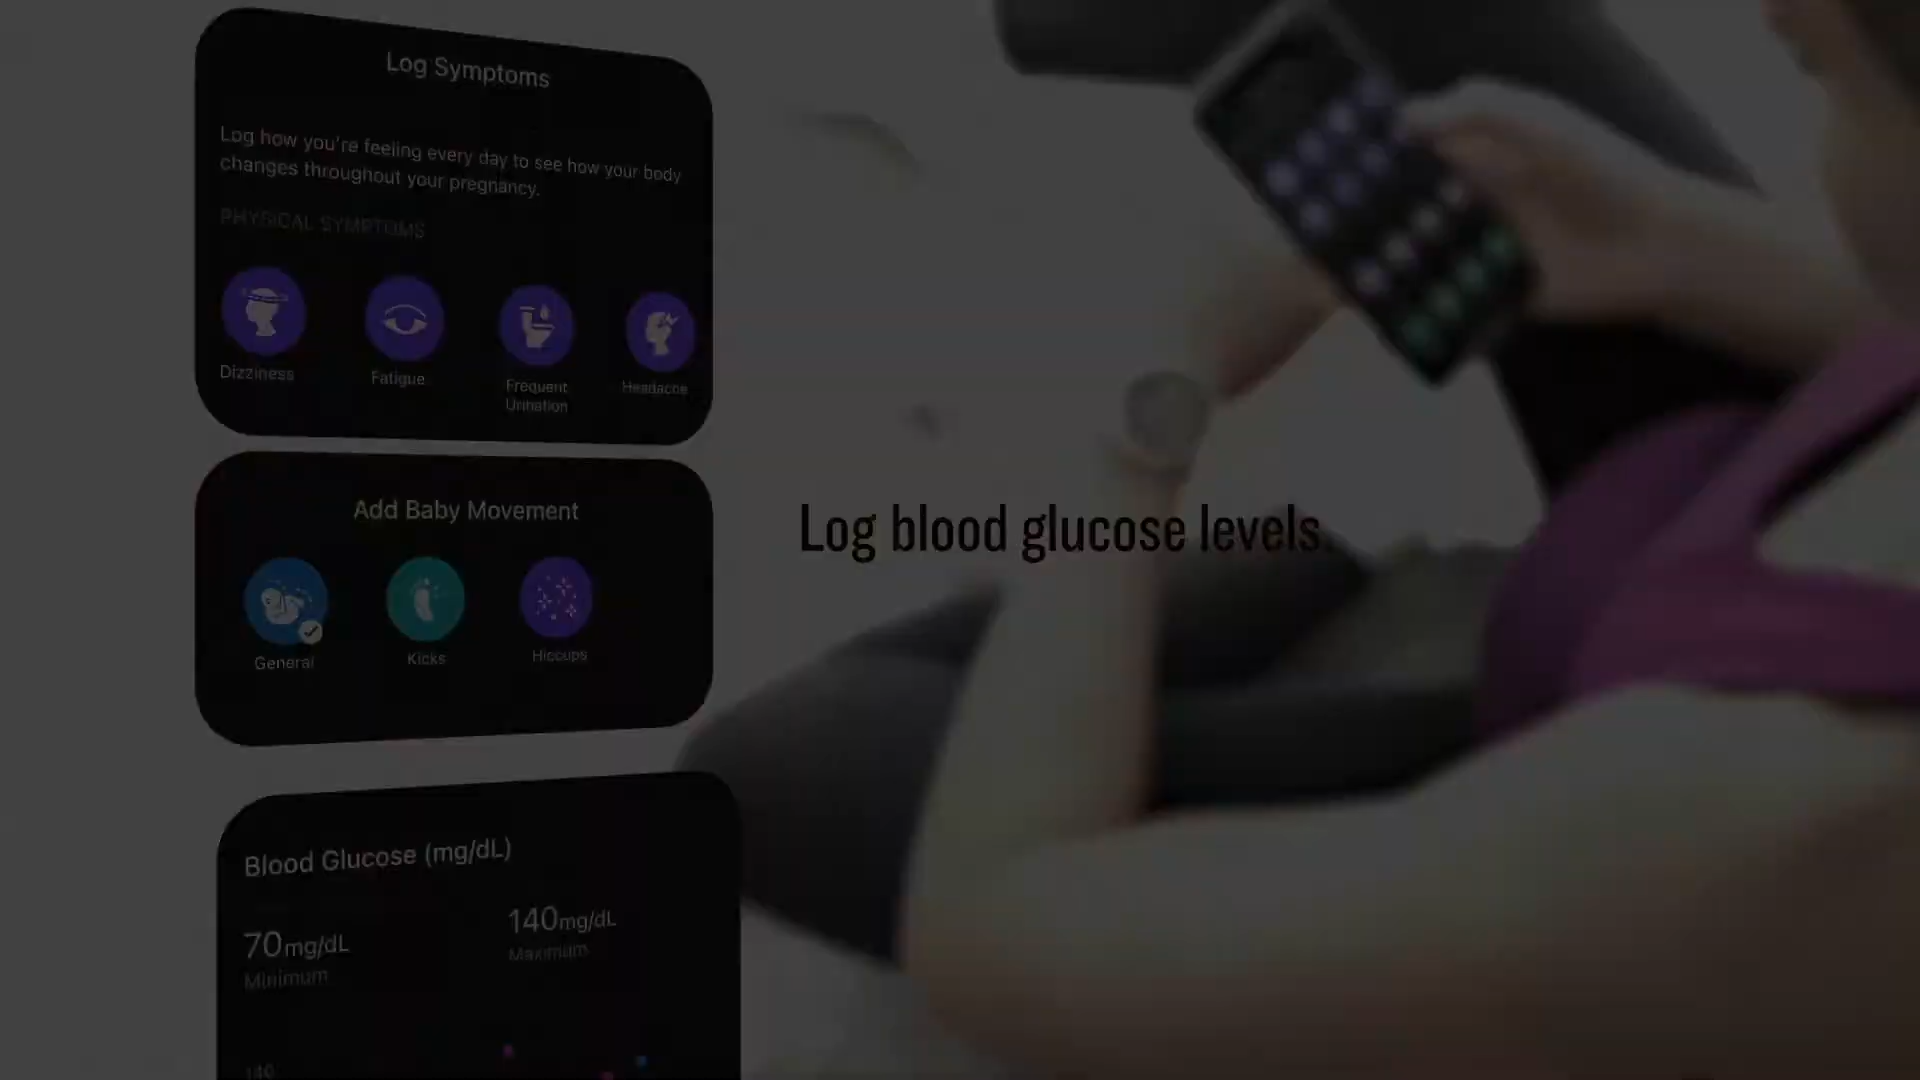 Log Symptoms
Log how you're feeling every day to see how your body
changes throughout your pregnancy.
PHYSICAL SYMPTOMS
Dizziness
Fatigue
Frequent
Urination
Headache
Add Baby Movement
General
Kicks
Hiccups
Log blood glucose levels.
Blood Glucose (mg/dL)
70mg/dL
Minimum
140mg/dL
Maximum
140